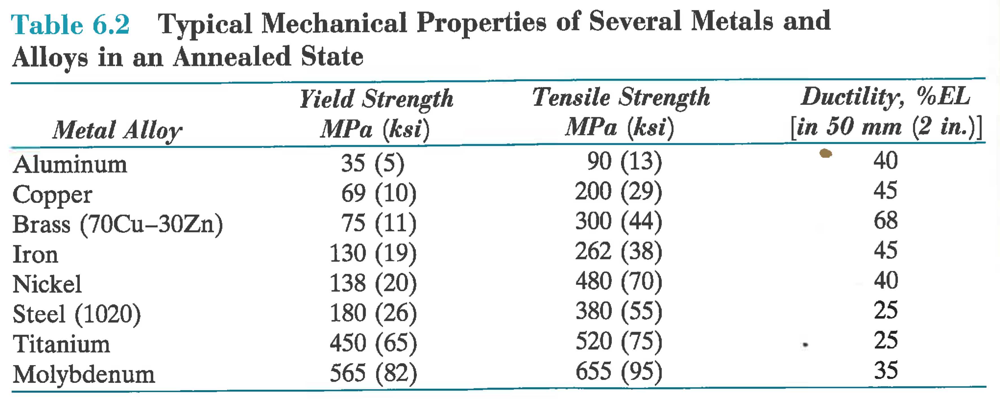 Table 6.2 Typical Mechanical Properties of Several Metals and
Alloys in an Annealed State
Yield Strength Tensile Strength Ductility, %EL
Metal Alloy MPa (ksi) MPa (ksi) [in 50 mm (2 in.)]
Aluminum 35 (5) 90 (13) 40
Copper 69 (10) 200 (29) 45
Brass (70Cu–30Zn) 75 (11) 300 (44) 68
Iron 130 (19) 262 (38) 45
Nickel 138 (20) 480 (70) 40
Steel (1020) 180 (26) 380 (55) 25
Titanium 450 (65) 520 (75) 25
Molybdenum 565 (82) 655 (95) 35